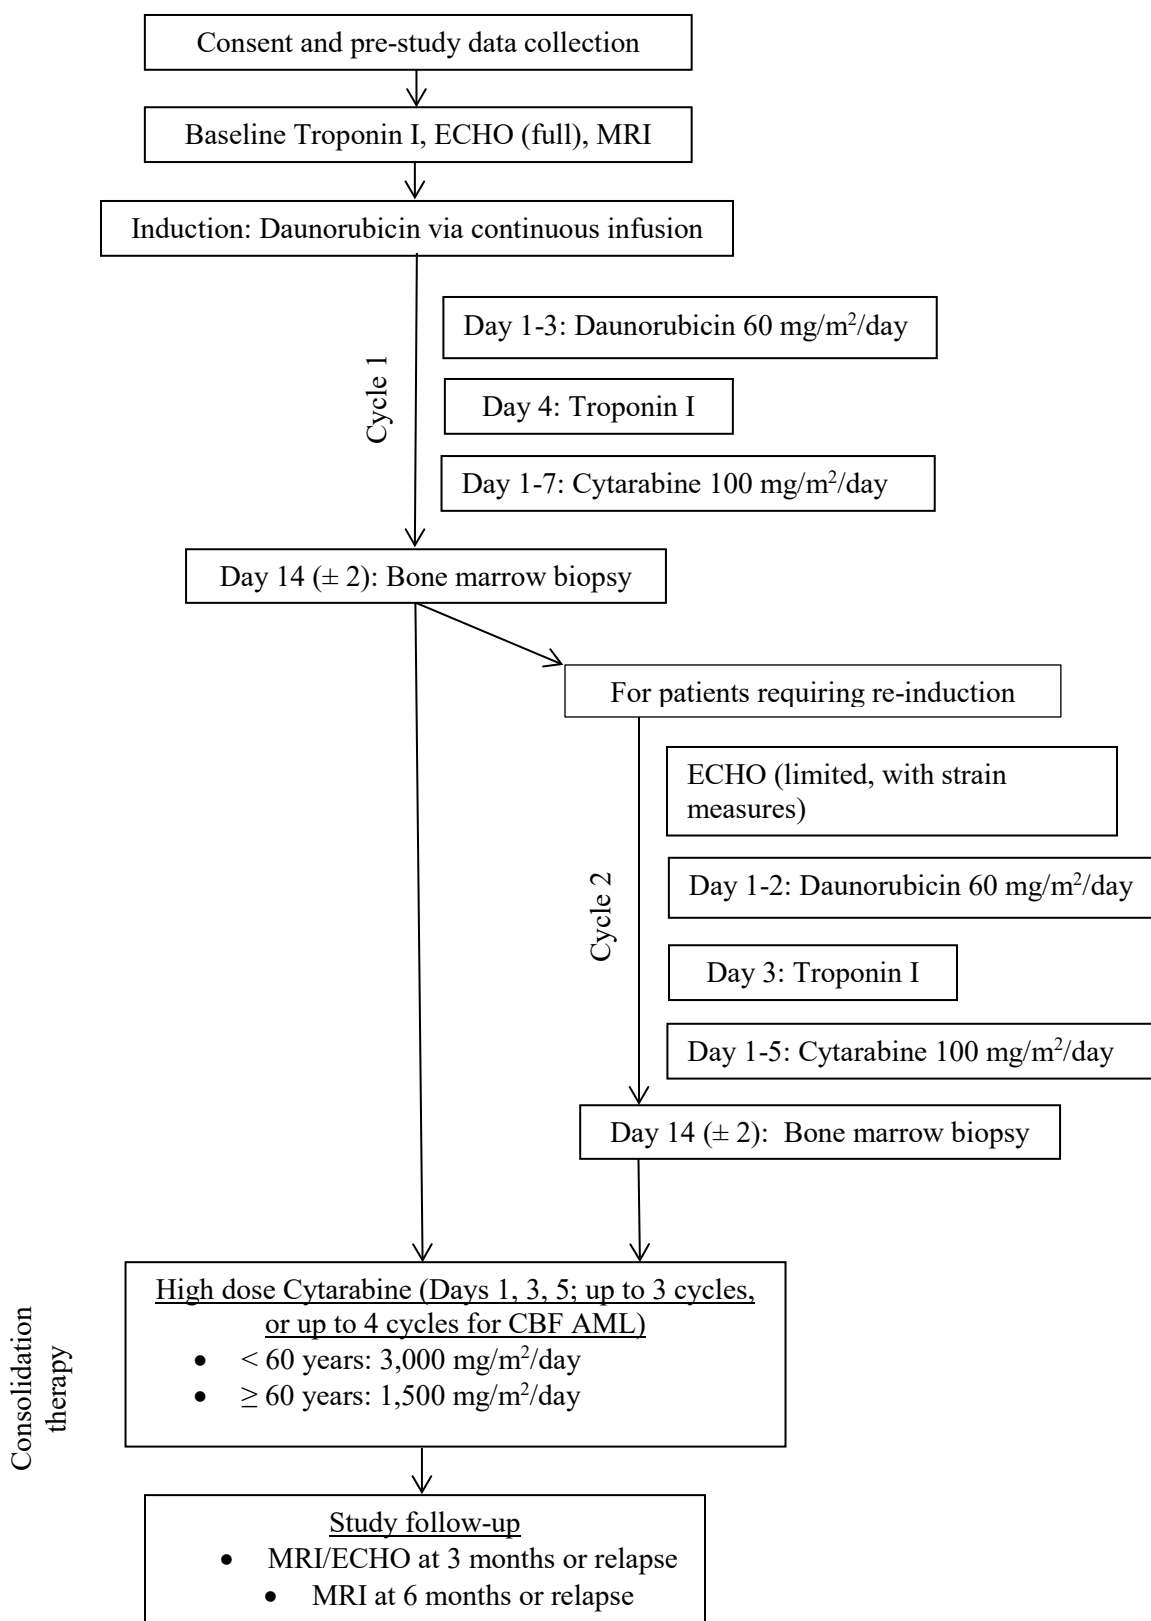 Consent and pre-study data collection
Baseline Troponin I, ECHO (full), MRI
Induction: Daunorubicin via continuous infusion
Cycle 1
Day 1-3: Daunorubicin 60 mg/m²/day
Day 4: Troponin I
Day 1-7: Cytarabine 100 mg/m²/day
Day 14 (± 2): Bone marrow biopsy
For patients requiring re-induction
Cycle 2
ECHO (limited, with strain
measures)
Day 1-2: Daunorubicin 60 mg/m²/day
Day 3: Troponin I
Day 1-5: Cytarabine 100 mg/m²/day
Day 14 (± 2): Bone marrow biopsy
Consolidation
therapy
High dose Cytarabine (Days 1, 3, 5; up to 3 cycles,
or up to 4 cycles for CBF AML)
• < 60 years: 3,000 mg/m²/day
• ≥ 60 years: 1,500 mg/m²/day
Study follow-up
• MRI/ECHO at 3 months or relapse
• MRI at 6 months or relapse